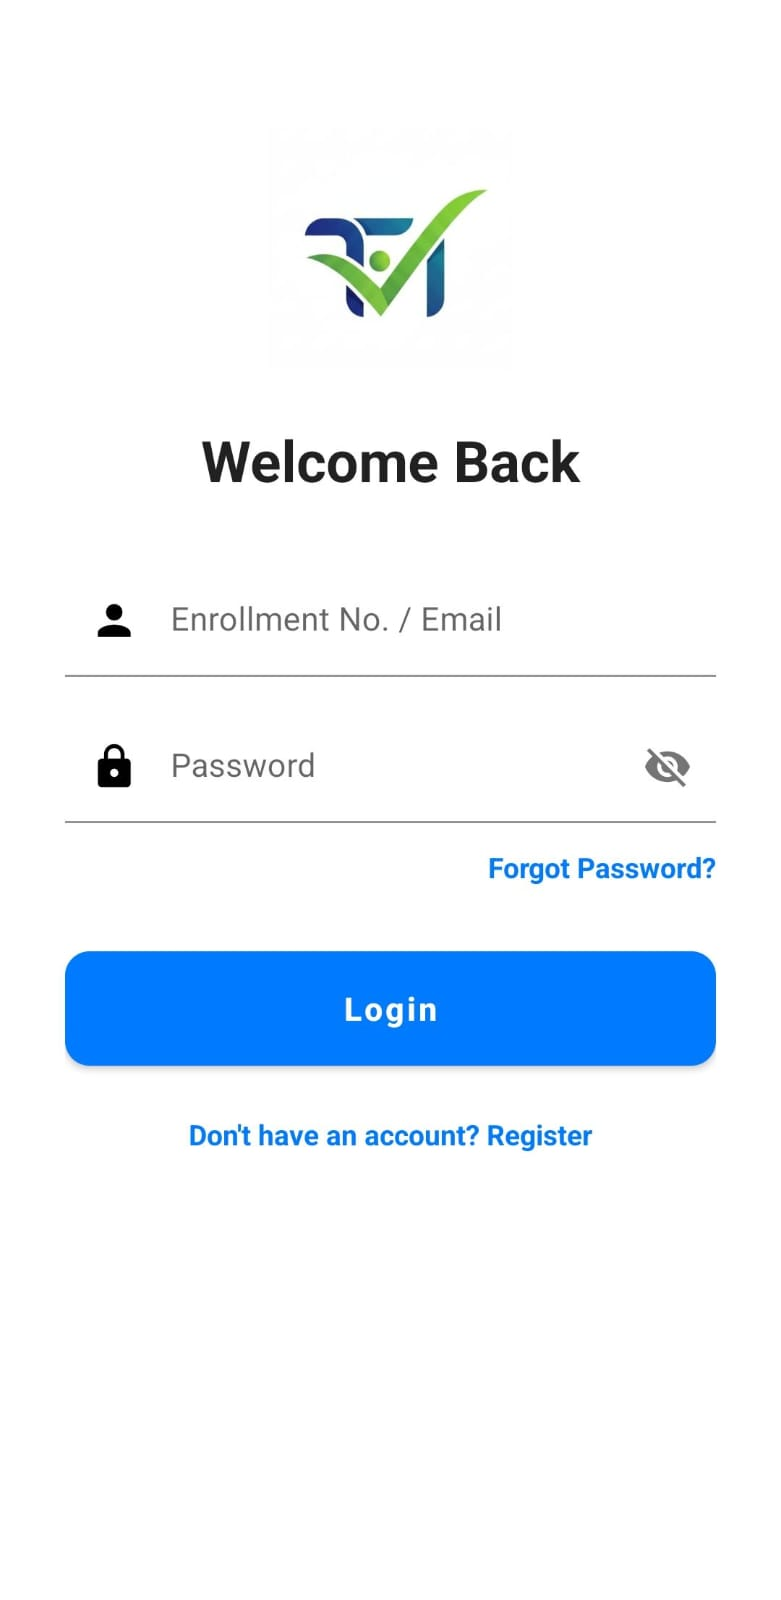 Welcome Back
Enrollment No. / Email
Password
Forgot Password?
Login
Don't have an account? Register